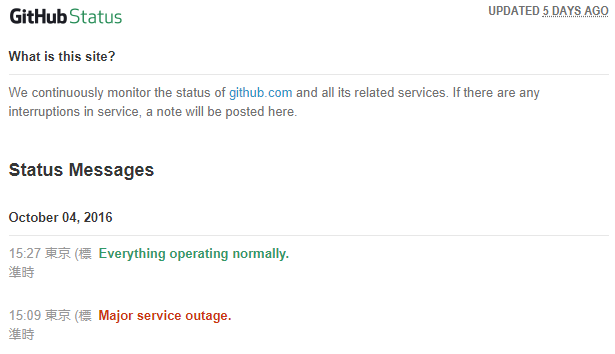 GitHub Status
UPDATED 5 DAYS AGO
What is this site?
We continuously monitor the status of github.com and all its related services. If there are any
interruptions in service, a note will be posted here.
Status Messages
October 04, 2016
15:27 東京 (標 Everything operating normally.
準時
15:09 東京 (標 Major service outage.
準時